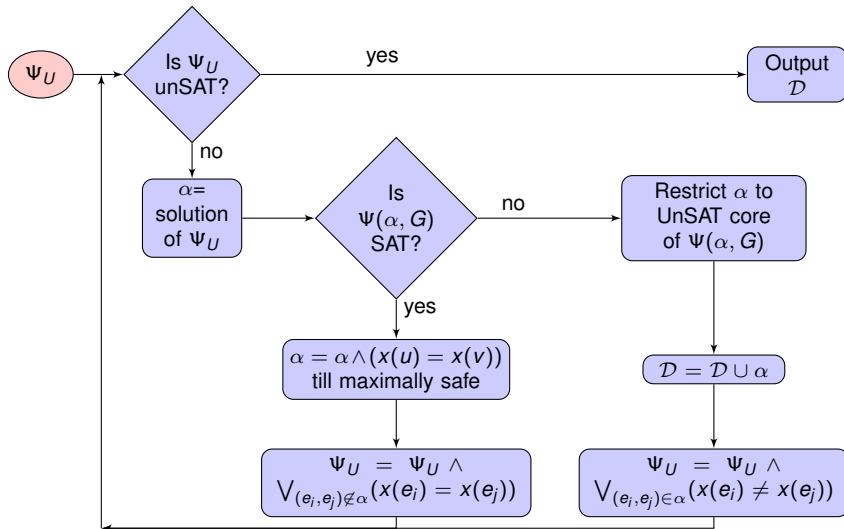 Ψ_U
Is Ψ_U
unSAT?
yes
Output
𝒟
no
α=
solution
of Ψ_U
Is
Ψ(α, G)
SAT?
no
Restrict α to
UnSAT core
of Ψ(α, G)
yes
α = α ∧ (x(u) = x(v))
till maximally safe
𝒟 = 𝒟 ∪ α
Ψ_U = Ψ_U ∧
⋁_{(e_i,e_j)∉α}(x(e_i) = x(e_j))
Ψ_U = Ψ_U ∧
⋁_{(e_i,e_j)∈α}(x(e_i) ≠ x(e_j))